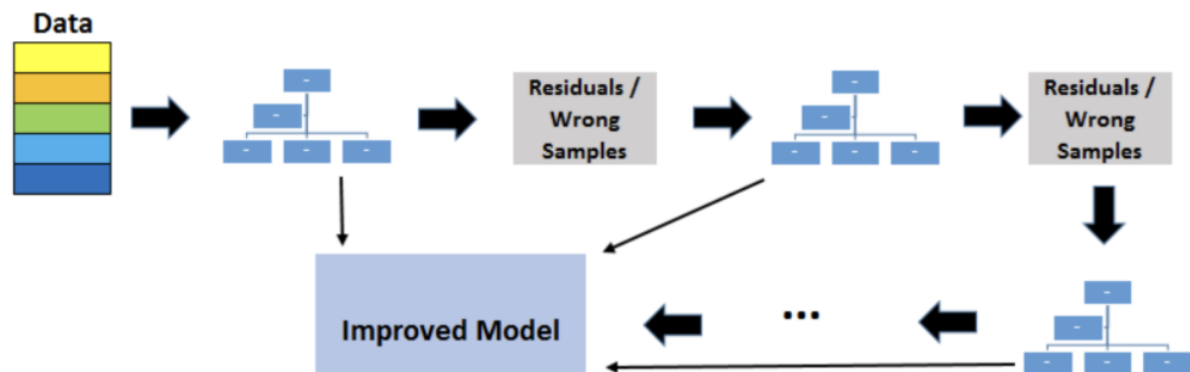 Data
-
-
- - -
Residuals /
Wrong
Samples
-
-
- - -
Residuals /
Wrong
Samples
Improved Model
...
-
-
- - -